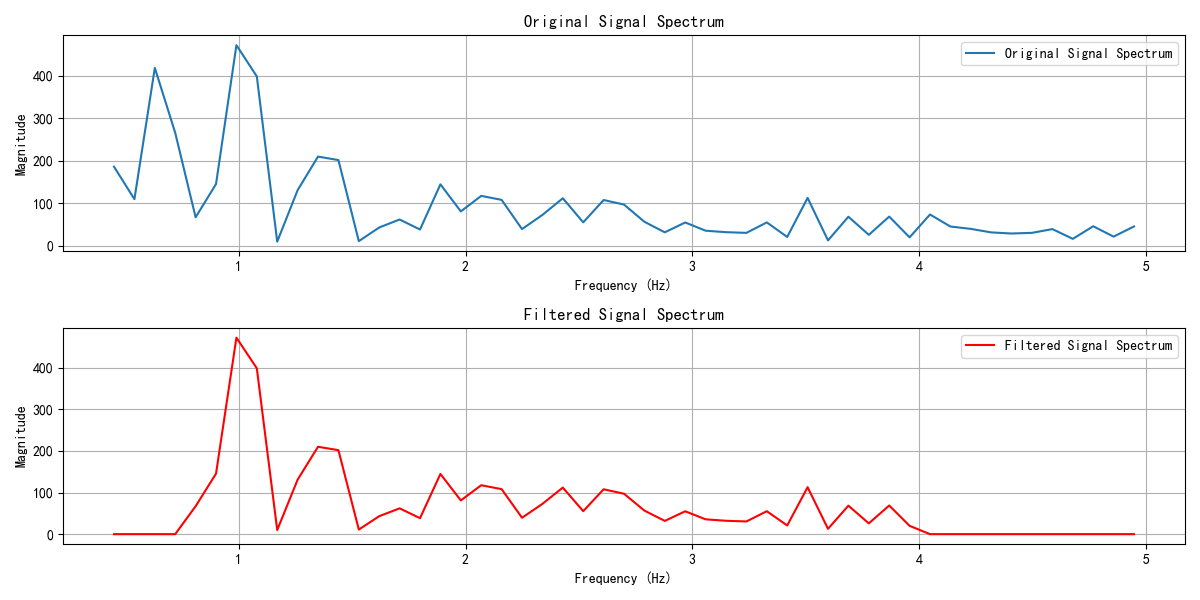 Original Signal Spectrum
Original Signal Spectrum
Magnitude
400
300
200
100
0
1
2
3
4
5
Frequency (Hz)
Filtered Signal Spectrum
Filtered Signal Spectrum
Magnitude
400
300
200
100
0
1
2
3
4
5
Frequency (Hz)